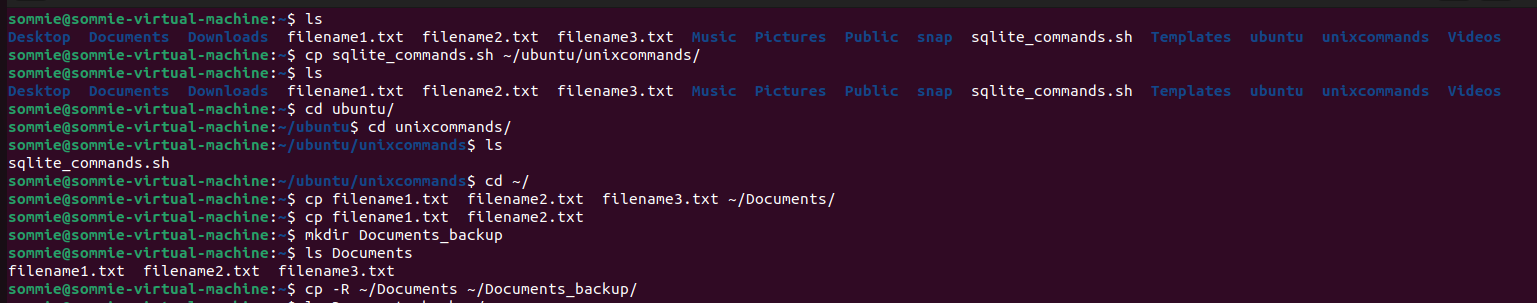 sommie@sommie-virtual-machine:~$ ls
Desktop  Documents  Downloads  filename1.txt  filename2.txt  filename3.txt  Music  Pictures  Public  snap  sqlite_commands.sh  Templates  ubuntu  unixcommands  Videos
sommie@sommie-virtual-machine:~$ cp sqlite_commands.sh ~/ubuntu/unixcommands/
sommie@sommie-virtual-machine:~$ ls
Desktop  Documents  Downloads  filename1.txt  filename2.txt  filename3.txt  Music  Pictures  Public  snap  sqlite_commands.sh  Templates  ubuntu  unixcommands  Videos
sommie@sommie-virtual-machine:~$ cd ubuntu/
sommie@sommie-virtual-machine:~/ubuntu$ cd unixcommands/
sommie@sommie-virtual-machine:~/ubuntu/unixcommands$ ls
sqlite_commands.sh
sommie@sommie-virtual-machine:~/ubuntu/unixcommands$ cd ~/
sommie@sommie-virtual-machine:~$ cp filename1.txt  filename2.txt  filename3.txt ~/Documents/
sommie@sommie-virtual-machine:~$ cp filename1.txt  filename2.txt
sommie@sommie-virtual-machine:~$ mkdir Documents_backup
sommie@sommie-virtual-machine:~$ ls Documents
filename1.txt  filename2.txt  filename3.txt
sommie@sommie-virtual-machine:~$ cp -R ~/Documents ~/Documents_backup/